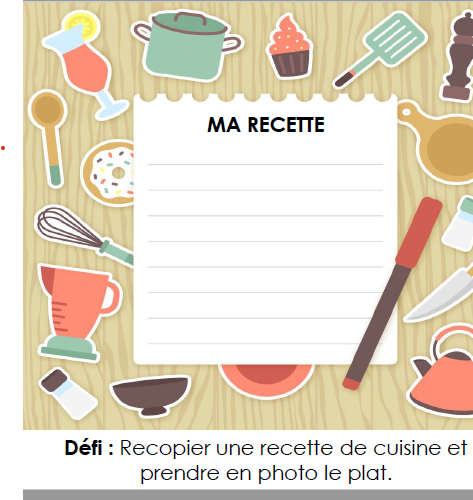 MA RECETTE
Défi : Recopier une recette de cuisine et
prendre en photo le plat.